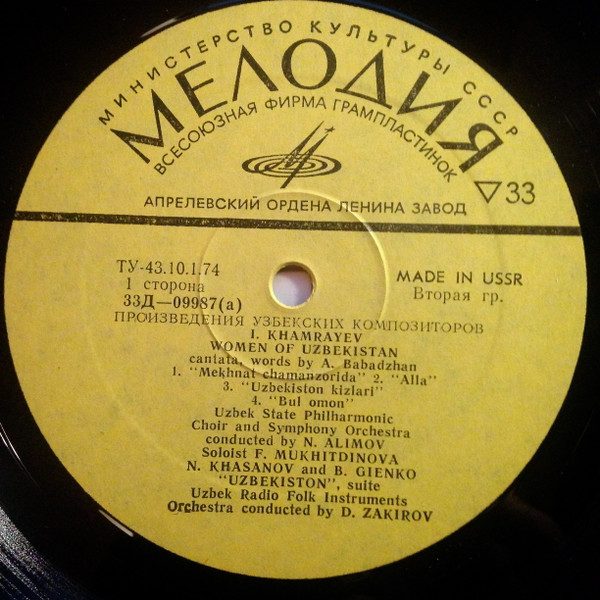 МИНИСТЕРСТВО КУЛЬТУРЫ СССР
МЕЛОДИЯ
ВСЕСОЮЗНАЯ ФИРМА ГРАМПЛАСТИНОК
33
АПРЕЛЕВСКИЙ ОРДЕНА ЛЕНИНА ЗАВОД
ТУ-43.10.1.74
1 сторона
33Д—09987(а)
MADE IN USSR
Вторая гр.
ПРОИЗВЕДЕНИЯ УЗБЕКСКИХ КОМПОЗИТОРОВ
I. KHAMRAYEV
WOMEN OF UZBEKISTAN
cantata, words by A. Babadzhan
1. "Mekhnat chamanzorida" 2. "Alla"
3. "Uzbekiston kizlari"
4. "Bul omon"
Uzbek State Philharmonic
Choir and Symphony Orchestra
conducted by N. ALIMOV
Soloist F. MUKHITDINOVA
N. KHASANOV and B. GIENKO
"UZBEKISTON", suite
Uzbek Radio Folk Instruments
Orchestra conducted by D. ZAKIROV